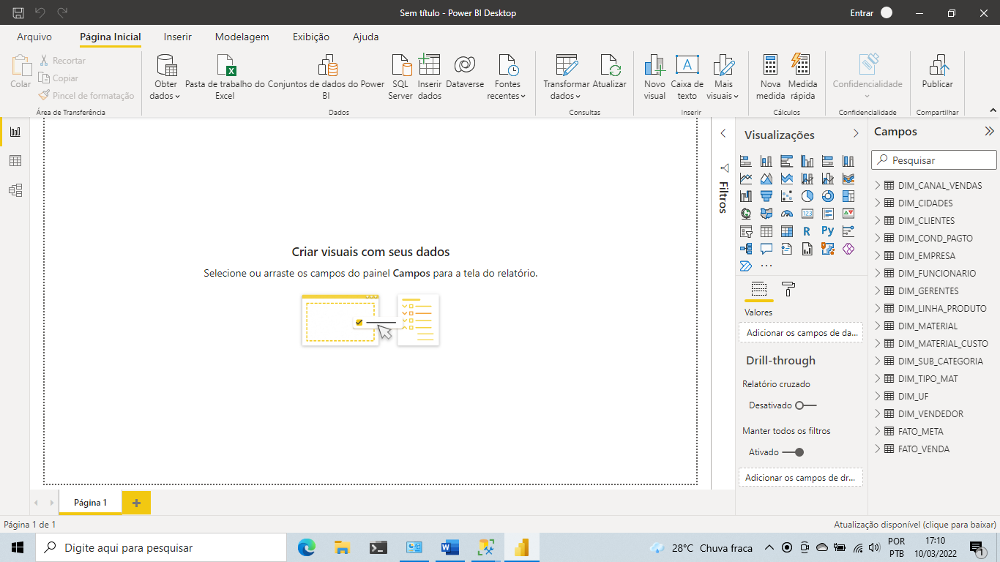 Sem título - Power BI Desktop
Entrar
Arquivo
Página Inicial
Inserir
Modelagem
Exibição
Ajuda
Colar
Recortar
Copiar
Pincel de formatação
Área de Transferência
Obter dados
Pasta de trabalho do Excel
Conjuntos de dados do Power BI
SQL Server
Inserir dados
Dataverse
Fontes recentes
Dados
Transformar dados
Atualizar
Consultas
Novo visual
Caixa de texto
Mais visuais
Inserir
Nova medida
Medida rápida
Cálculos
Confidencialidade
Confidencialidade
Publicar
Compartilhar
Criar visuais com seus dados
Selecione ou arraste os campos do painel Campos para a tela do relatório.
Filtros
Visualizações
123
R
Py
Valores
Adicionar os campos de da...
Drill-through
Relatório cruzado
Desativado
Manter todos os filtros
Ativado
Adicionar os campos de dr...
Campos
Pesquisar
DIM_CANAL_VENDAS
DIM_CIDADES
DIM_CLIENTES
DIM_COND_PAGTO
DIM_EMPRESA
DIM_FUNCIONARIO
DIM_GERENTES
DIM_LINHA_PRODUTO
DIM_MATERIAL
DIM_MATERIAL_CUSTO
DIM_SUB_CATEGORIA
DIM_TIPO_MAT
DIM_UF
DIM_VENDEDOR
FATO_META
FATO_VENDA
Página 1
Página 1 de 1
Atualização disponível (clique para baixar)
Digite aqui para pesquisar
28°C Chuva fraca
POR
PTB
17:10
10/03/2022
1